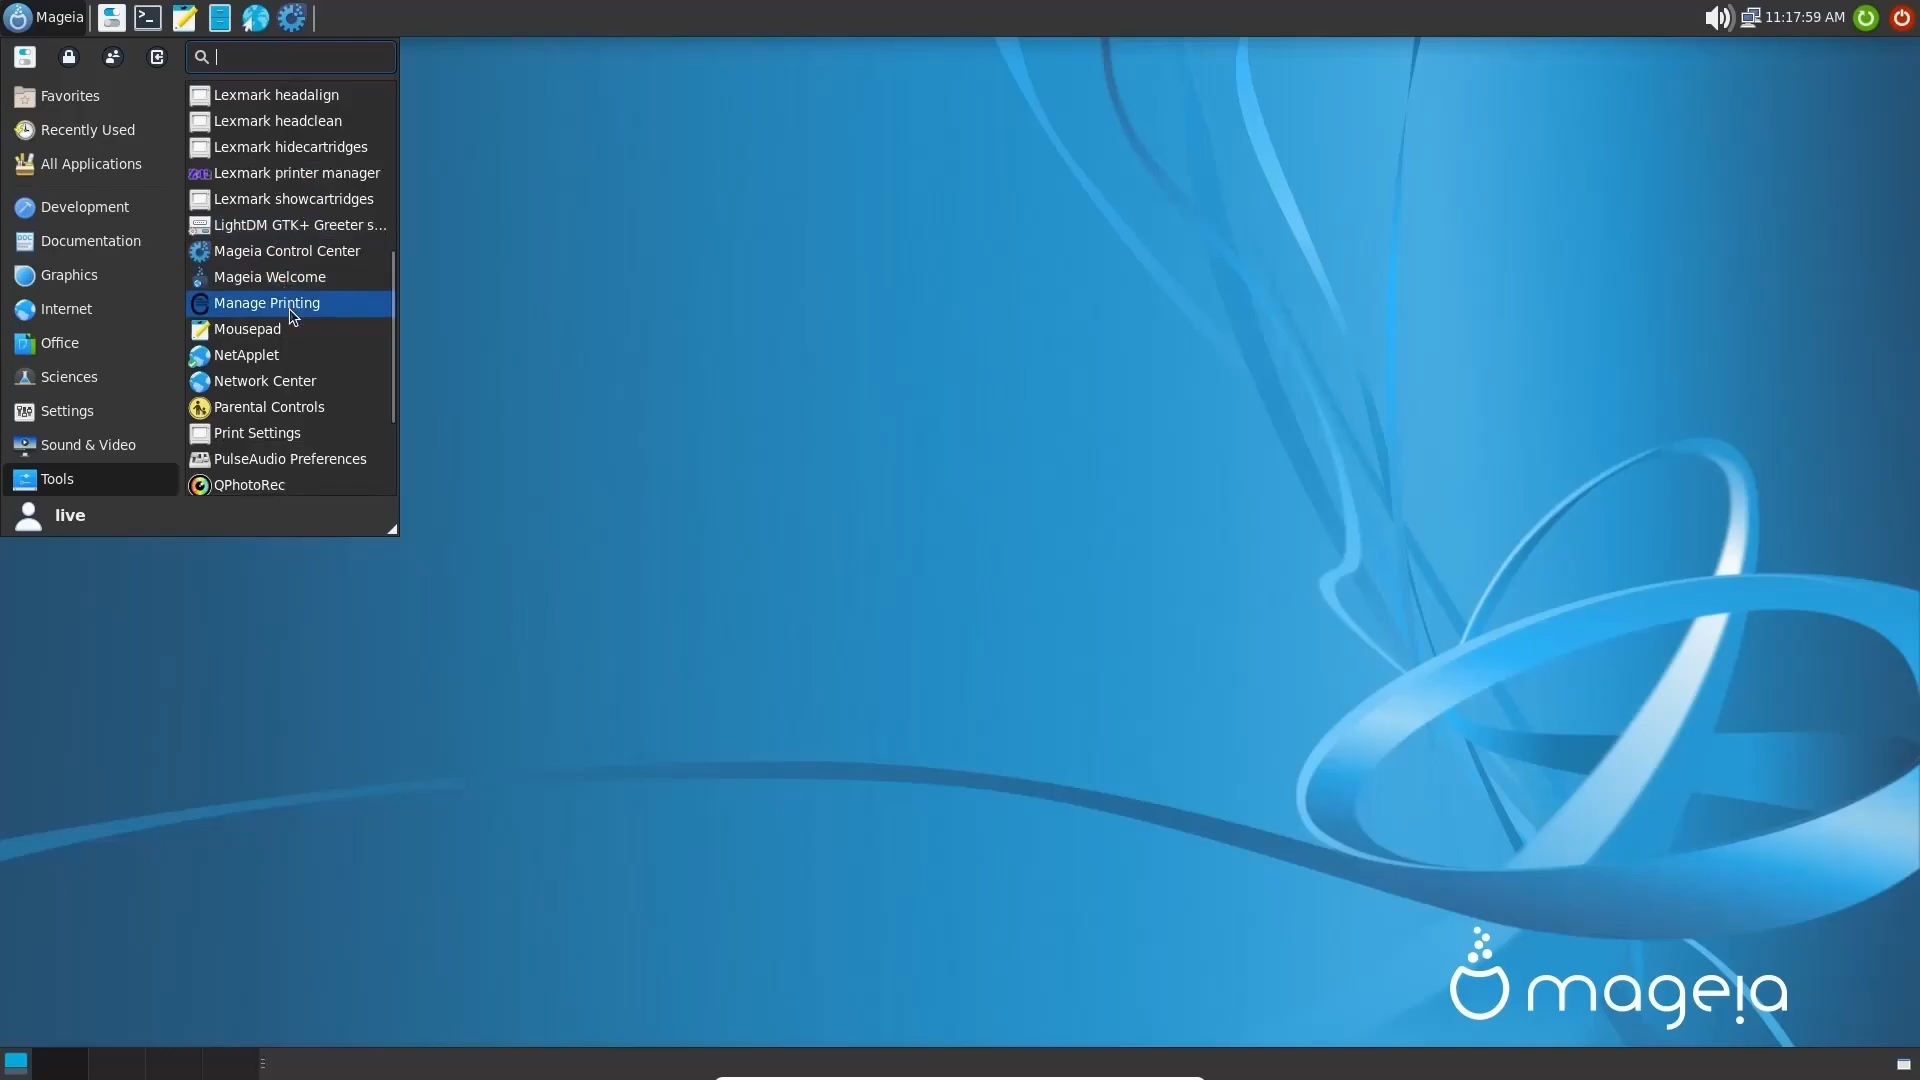 Mageia
11:17:59 AM
Favorites
Recently Used
All Applications
Development
Documentation
Graphics
Internet
Office
Sciences
Settings
Sound & Video
Tools
Lexmark headalign
Lexmark headclean
Lexmark hidecartridges
Lexmark printer manager
Lexmark showcartridges
LightDM GTK+ Greeter s...
Mageia Control Center
Mageia Welcome
Manage Printing
Mousepad
NetApplet
Network Center
Parental Controls
Print Settings
PulseAudio Preferences
QPhotoRec
live
mageia